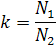 k = N₁/N₂